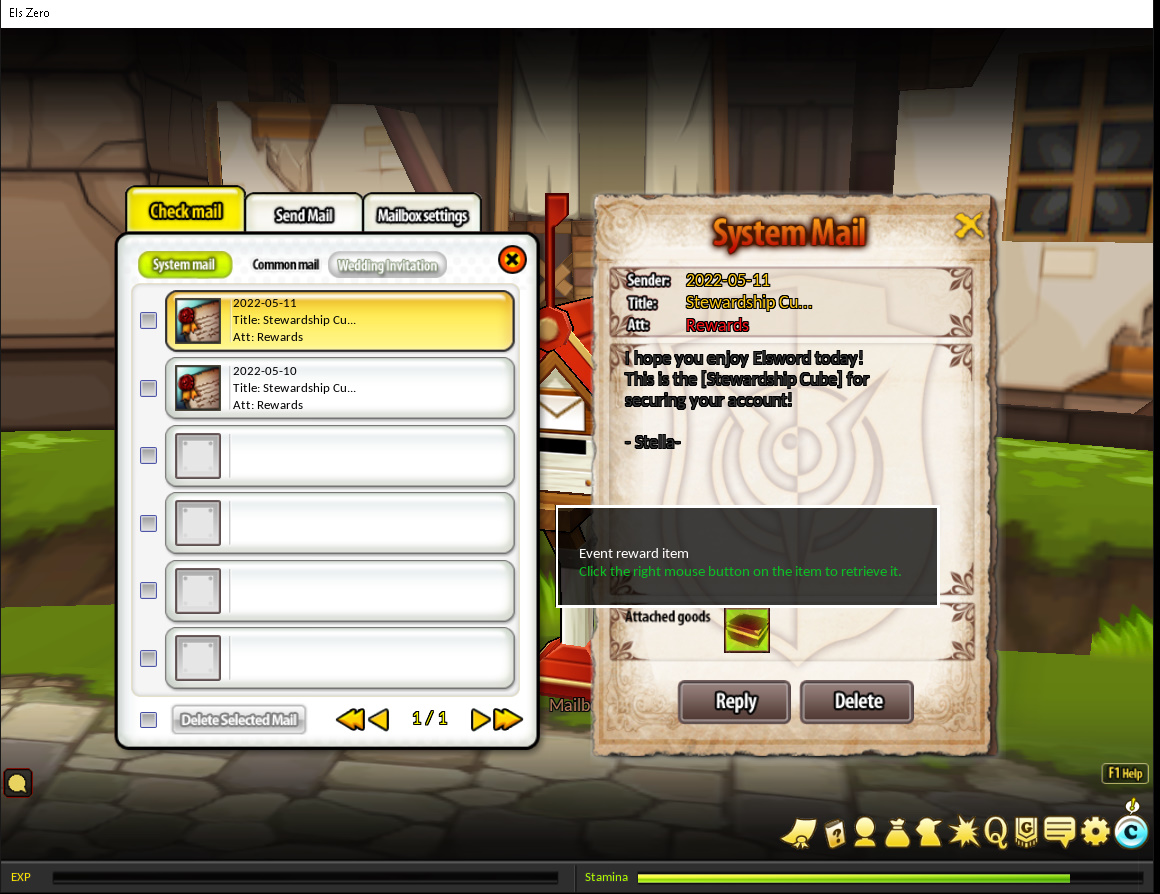 Els Zero
Check mail
Send Mail
Mailbox settings
System mail
Common mail
Wedding Invitation
2022-05-11
Title: Stewardship Cu...
Att: Rewards
2022-05-10
Title: Stewardship Cu...
Att: Rewards
Delete Selected Mail
1 / 1
System Mail
Sender: 2022-05-11
Title: Stewardship Cu...
Att: Rewards
I hope you enjoy Elsword today!
This is the [Stewardship Cube] for
securing your account!
- Stella-
Event reward item
Click the right mouse button on the item to retrieve it.
Attached goods
Reply
Delete
Mailb
F1 Help
Q
G
C
EXP
Stamina